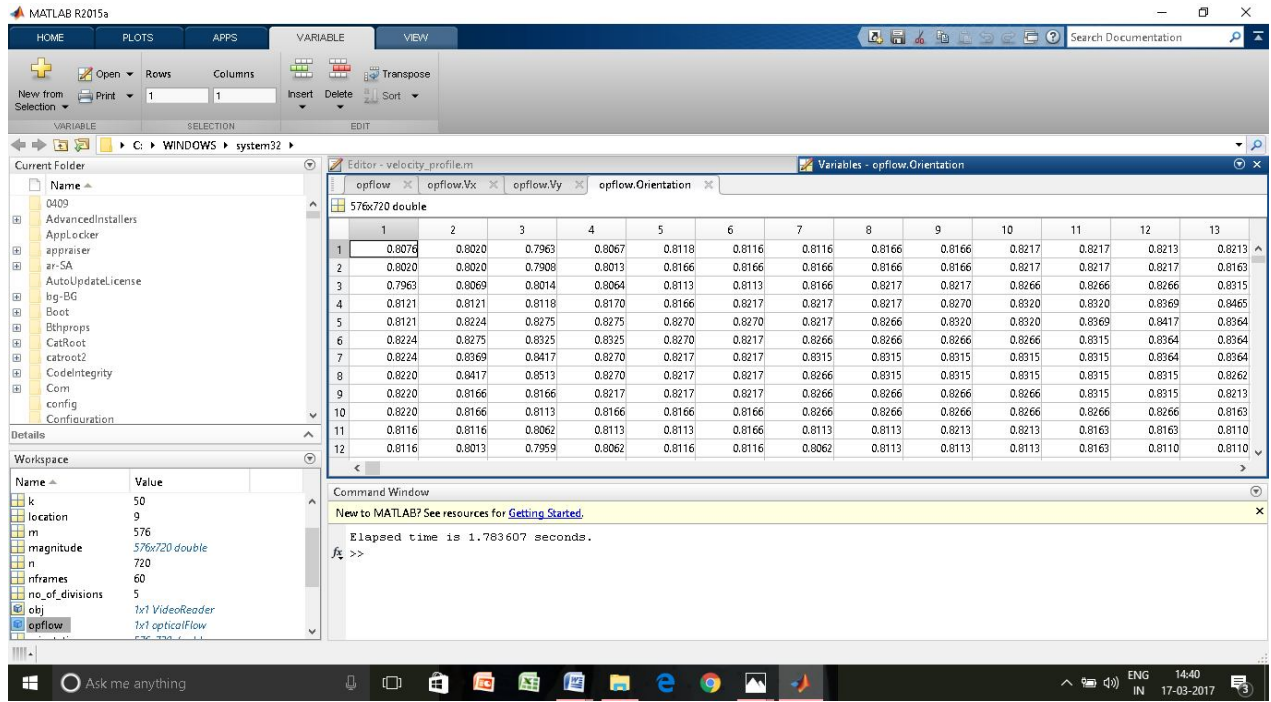 MATLAB R2015a
HOME PLOTS APPS VARIABLE VIEW Search Documentation
New from Selection Open Print Rows Columns 1 1 Insert Delete Transpose Sort
VARIABLE SELECTION EDIT
C: WINDOWS system32
Current Folder
Name
0409
AdvancedInstallers
AppLocker
appraiser
ar-SA
AutoUpdateLicense
bg-BG
Boot
Bthprops
CatRoot
catroot2
CodeIntegrity
Com
config
Configuration
Details
Workspace
Name Value
k 50
location 9
m 576
magnitude 576x720 double
n 720
nframes 60
no_of_divisions 5
obj 1x1 VideoReader
opflow 1x1 opticalFlow
Editor - velocity_profile.m Variables - opflow.Orientation
opflow opflow.Vx opflow.Vy opflow.Orientation
576x720 double
1 2 3 4 5 6 7 8 9 10 11 12 13
1 0.8076 0.8020 0.7963 0.8067 0.8118 0.8116 0.8116 0.8166 0.8166 0.8217 0.8217 0.8213 0.8213
2 0.8020 0.8020 0.7908 0.8013 0.8166 0.8166 0.8166 0.8166 0.8166 0.8217 0.8217 0.8217 0.8163
3 0.7963 0.8069 0.8014 0.8064 0.8113 0.8113 0.8166 0.8217 0.8217 0.8266 0.8266 0.8266 0.8315
4 0.8121 0.8121 0.8118 0.8170 0.8166 0.8217 0.8217 0.8217 0.8270 0.8320 0.8320 0.8369 0.8465
5 0.8121 0.8224 0.8275 0.8275 0.8270 0.8270 0.8217 0.8266 0.8320 0.8320 0.8369 0.8417 0.8364
6 0.8224 0.8275 0.8325 0.8325 0.8270 0.8217 0.8266 0.8266 0.8266 0.8266 0.8315 0.8364 0.8364
7 0.8224 0.8369 0.8417 0.8270 0.8217 0.8217 0.8315 0.8315 0.8315 0.8315 0.8315 0.8364 0.8364
8 0.8220 0.8417 0.8513 0.8270 0.8217 0.8217 0.8266 0.8315 0.8315 0.8315 0.8315 0.8315 0.8262
9 0.8220 0.8166 0.8166 0.8217 0.8217 0.8217 0.8266 0.8266 0.8266 0.8266 0.8315 0.8315 0.8213
10 0.8220 0.8166 0.8113 0.8166 0.8166 0.8166 0.8266 0.8266 0.8266 0.8266 0.8266 0.8266 0.8163
11 0.8116 0.8116 0.8062 0.8113 0.8113 0.8166 0.8113 0.8113 0.8213 0.8213 0.8163 0.8163 0.8110
12 0.8116 0.8013 0.7959 0.8062 0.8116 0.8116 0.8062 0.8113 0.8113 0.8113 0.8163 0.8110 0.8110
Command Window
New to MATLAB? See resources for Getting Started.
Elapsed time is 1.783607 seconds.
fx >>
Ask me anything
ENG IN
14:40
17-03-2017
3